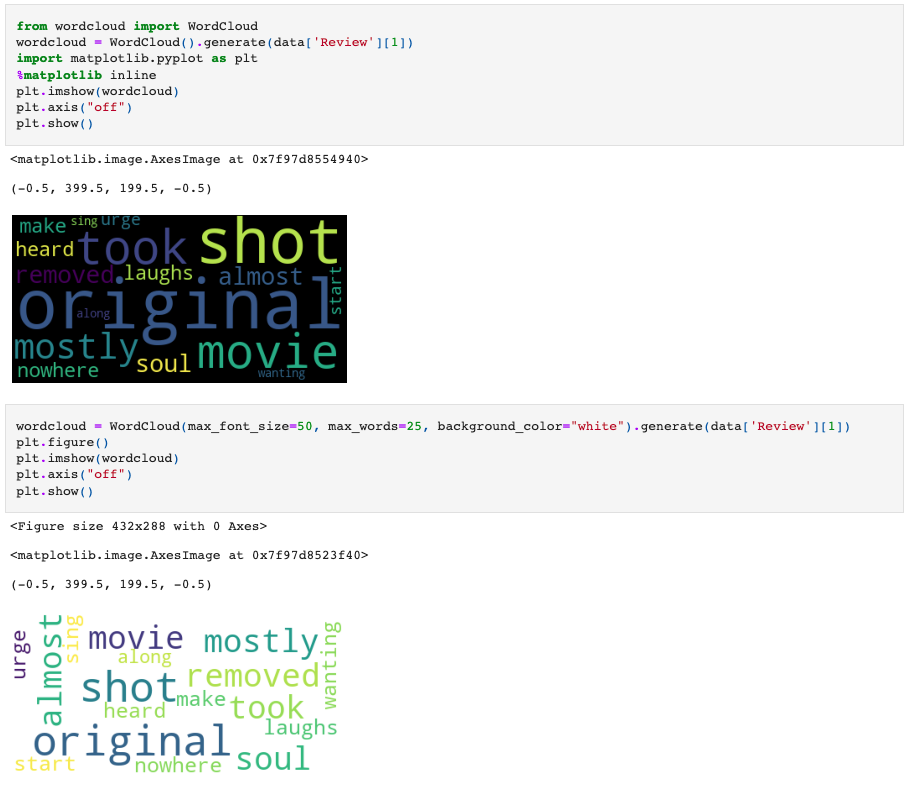 from wordcloud import WordCloud
wordcloud = WordCloud().generate(data['Review'][1])
import matplotlib.pyplot as plt
%matplotlib inline
plt.imshow(wordcloud)
plt.axis("off")
plt.show()
<matplotlib.image.AxesImage at 0x7f97d8554940>
(-0.5, 399.5, 199.5, -0.5)
make sing urge
heard took shot
removed laughs almost start
original
along
mostly soul movie
nowhere wanting
wordcloud = WordCloud(max_font_size=50, max_words=25, background_color="white").generate(data['Review'][1])
plt.figure()
plt.imshow(wordcloud)
plt.axis("off")
plt.show()
<Figure size 432x288 with 0 Axes>
<matplotlib.image.AxesImage at 0x7f97d8523f40>
(-0.5, 399.5, 199.5, -0.5)
urge almost sing movie mostly wanting
along
shot removed
heard make took
laughs
original
start nowhere soul